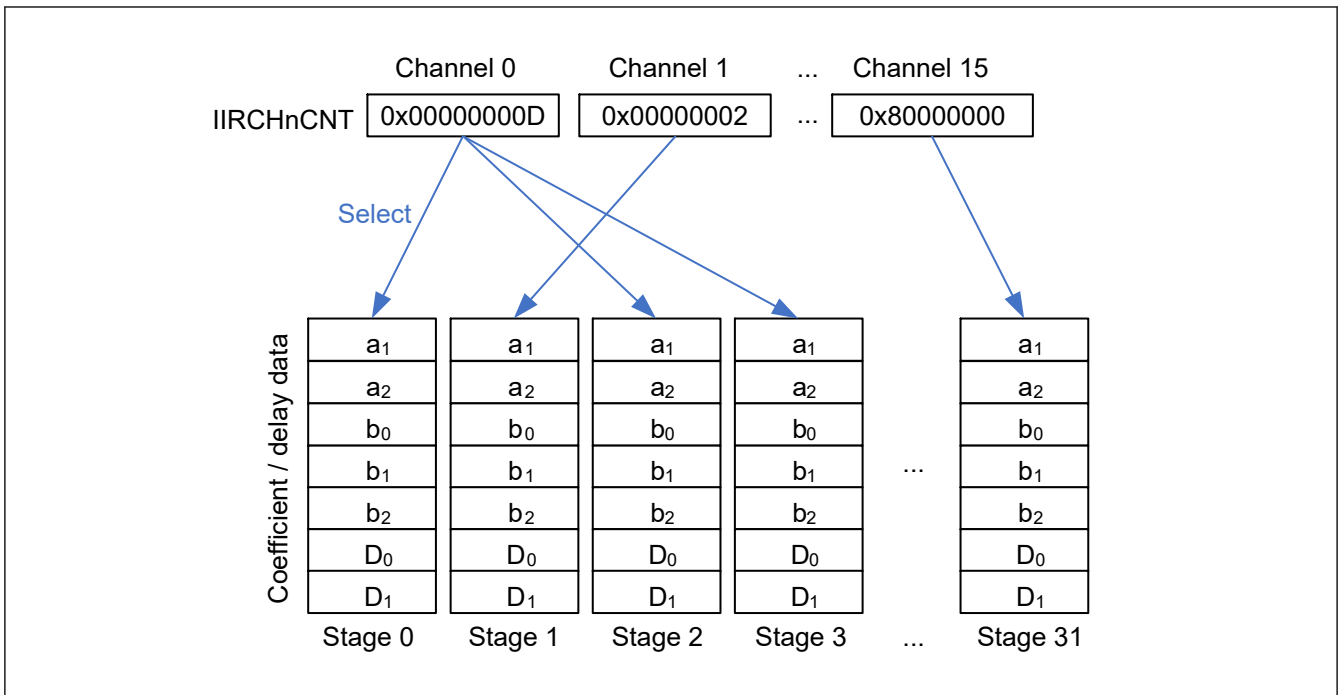 Channel 0 Channel 1 ... Channel 15
IIRCHnCNT 0x00000000D 0x00000002 ... 0x80000000
Select
Coefficient / delay data
a1 a1 a1 a1 a1
a2 a2 a2 a2 a2
b0 b0 b0 b0 b0
b1 b1 b1 b1 ... b1
b2 b2 b2 b2 b2
D0 D0 D0 D0 D0
D1 D1 D1 D1 D1
Stage 0 Stage 1 Stage 2 Stage 3 ... Stage 31